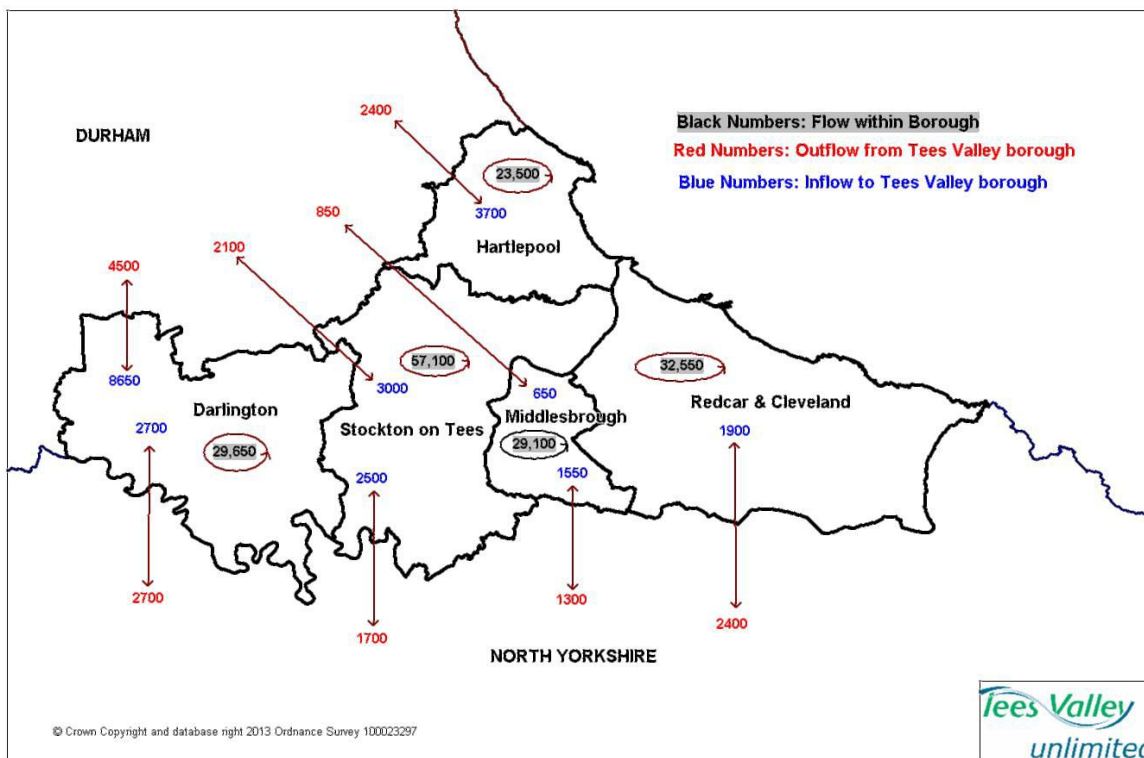 DURHAM
Black Numbers: Flow within Borough
Red Numbers: Outflow from Tees Valley borough
Blue Numbers: Inflow to Tees Valley borough
2400
23,500
3700
Hartlepool
850
2100
4500
8650
2700
Darlington
29,650
2700
57,100
3000
Stockton on Tees
2500
1700
650
Middlesbrough
29,100
1550
1300
32,550
Redcar & Cleveland
1900
2400
NORTH YORKSHIRE
© Crown Copyright and database right 2013 Ordnance Survey 100023297
Tees Valley
unlimited